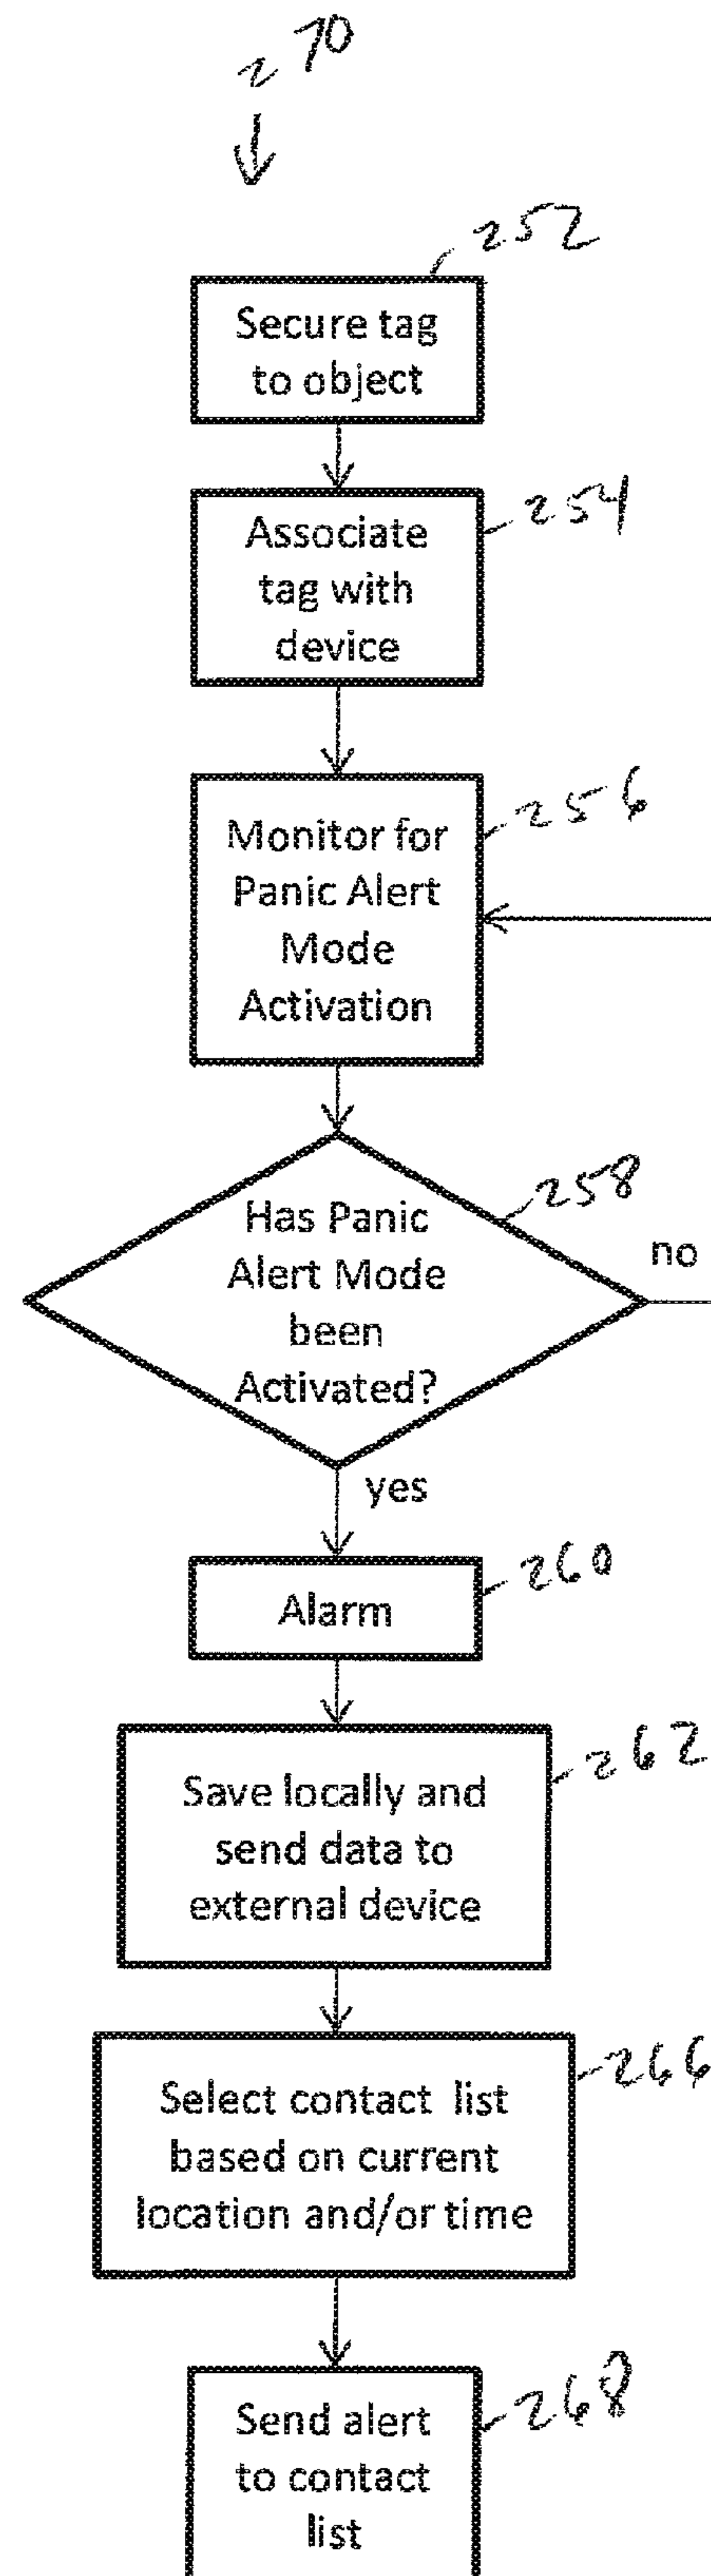 270
252
Secure tag
to object
254
Associate
tag with
device
256
Monitor for
Panic Alert
Mode
Activation
258
Has Panic
Alert Mode
been
Activated?
no
yes
260
Alarm
262
Save locally and
send data to
external device
266
Select contact list
based on current
location and/or time
268
Send alert
to contact
list